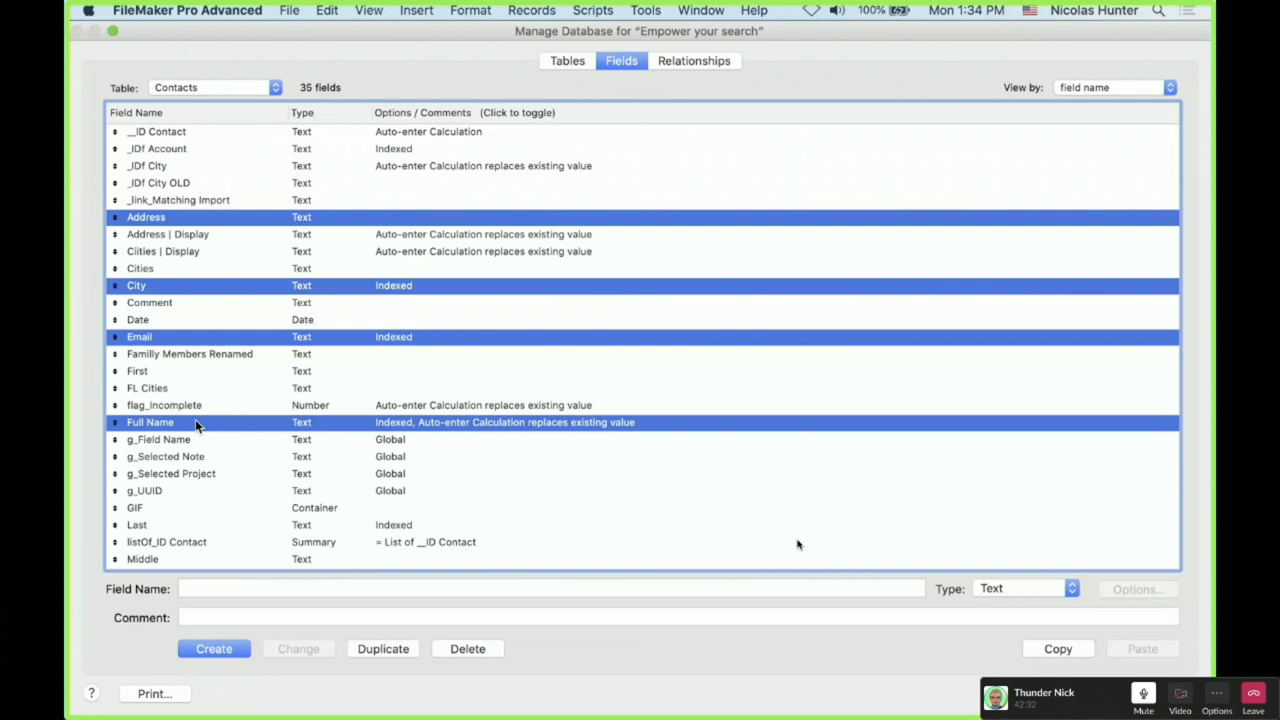 FileMaker Pro Advanced File Edit View Insert Format Records Scripts Tools Window Help 100% Mon 1:34 PM Nicolas Hunter
Manage Database for “Empower your search”
Tables Fields Relationships
Table: Contacts 35 fields View by: field name
Field Name Type Options / Comments (Click to toggle)
__ID Contact Text Auto-enter Calculation
_IDf Account Text Indexed
_IDf City Text Auto-enter Calculation replaces existing value
_IDf City OLD Text
_link_Matching Import Text
Address Text
Address | Display Text Auto-enter Calculation replaces existing value
Ciities | Display Text Auto-enter Calculation replaces existing value
Cities Text
City Text Indexed
Comment Text
Date Date
Email Text Indexed
Familly Members Renamed Text
First Text
FL Cities Text
flag_Incomplete Number Auto-enter Calculation replaces existing value
Full Name Text Indexed, Auto-enter Calculation replaces existing value
g_Field Name Text Global
g_Selected Note Text Global
g_Selected Project Text Global
g_UUID Text Global
GIF Container
Last Text Indexed
listOf_ID Contact Summary = List of __ID Contact
Middle Text
Field Name: Type: Text Options...
Comment:
Create Change Duplicate Delete Copy Paste
? Print...
Thunder Nick
42:32
Mute Video Options Leave